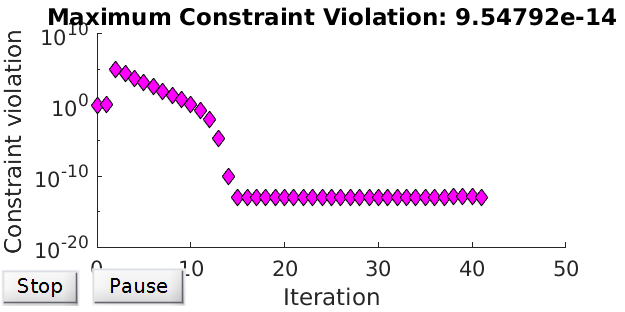 Maximum Constraint Violation: 9.54792e-14
Constraint violation
10^10
10^0
10^-10
10^-20
0 10 20 30 40 50
Iteration
Stop Pause